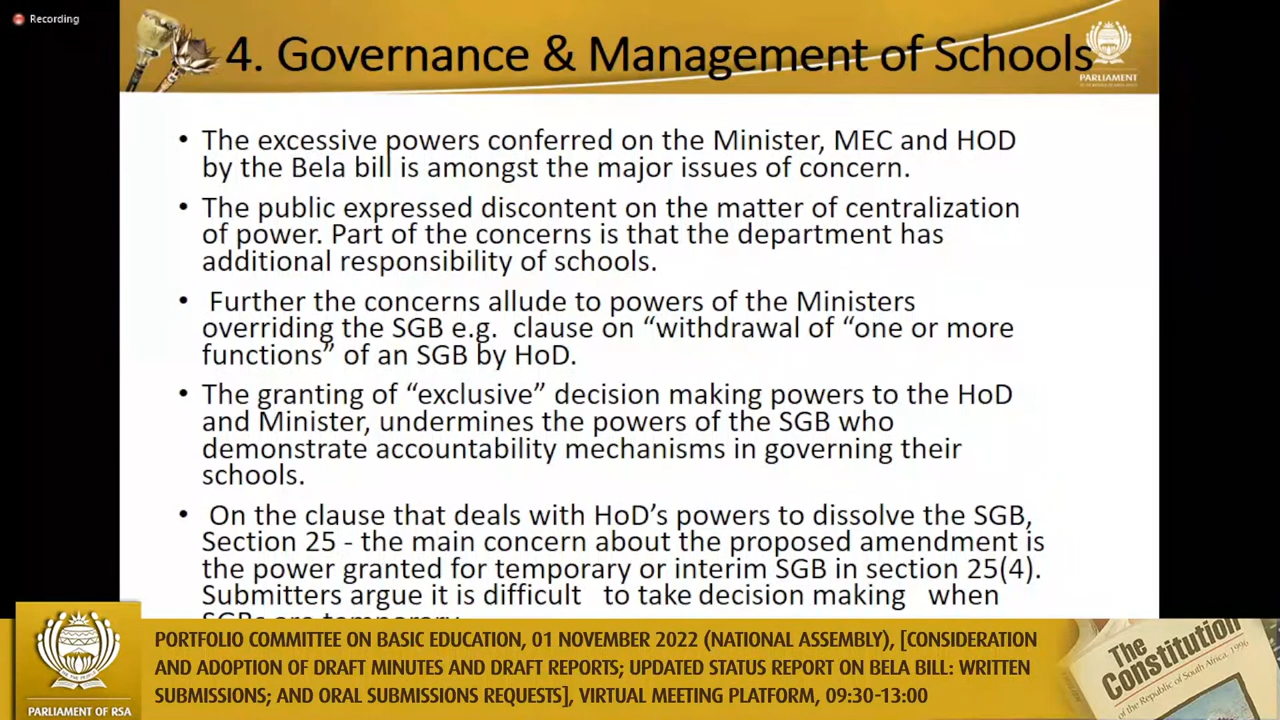 Recording
4. Governance & Management of Schools
PARLIAMENT
• The excessive powers conferred on the Minister, MEC and HOD
by the Bela bill is amongst the major issues of concern.
• The public expressed discontent on the matter of centralization
of power. Part of the concerns is that the department has
additional responsibility of schools.
• Further the concerns allude to powers of the Ministers
overriding the SGB e.g. clause on “withdrawal of “one or more
functions” of an SGB by HoD.
• The granting of “exclusive” decision making powers to the HoD
and Minister, undermines the powers of the SGB who
demonstrate accountability mechanisms in governing their
schools.
• On the clause that deals with HoD’s powers to dissolve the SGB,
Section 25 - the main concern about the proposed amendment is
the power granted for temporary or interim SGB in section 25(4).
Submitters argue it is difficult to take decision making when
PORTFOLIO COMMITTEE ON BASIC EDUCATION, 01 NOVEMBER 2022 (NATIONAL ASSEMBLY), [CONSIDERATION
AND ADOPTION OF DRAFT MINUTES AND DRAFT REPORTS; UPDATED STATUS REPORT ON BELA BILL: WRITTEN
SUBMISSIONS; AND ORAL SUBMISSIONS REQUESTS], VIRTUAL MEETING PLATFORM, 09:30-13:00
PARLIAMENT OF RSA
The
Constitution
of the Republic of South Africa, 1996